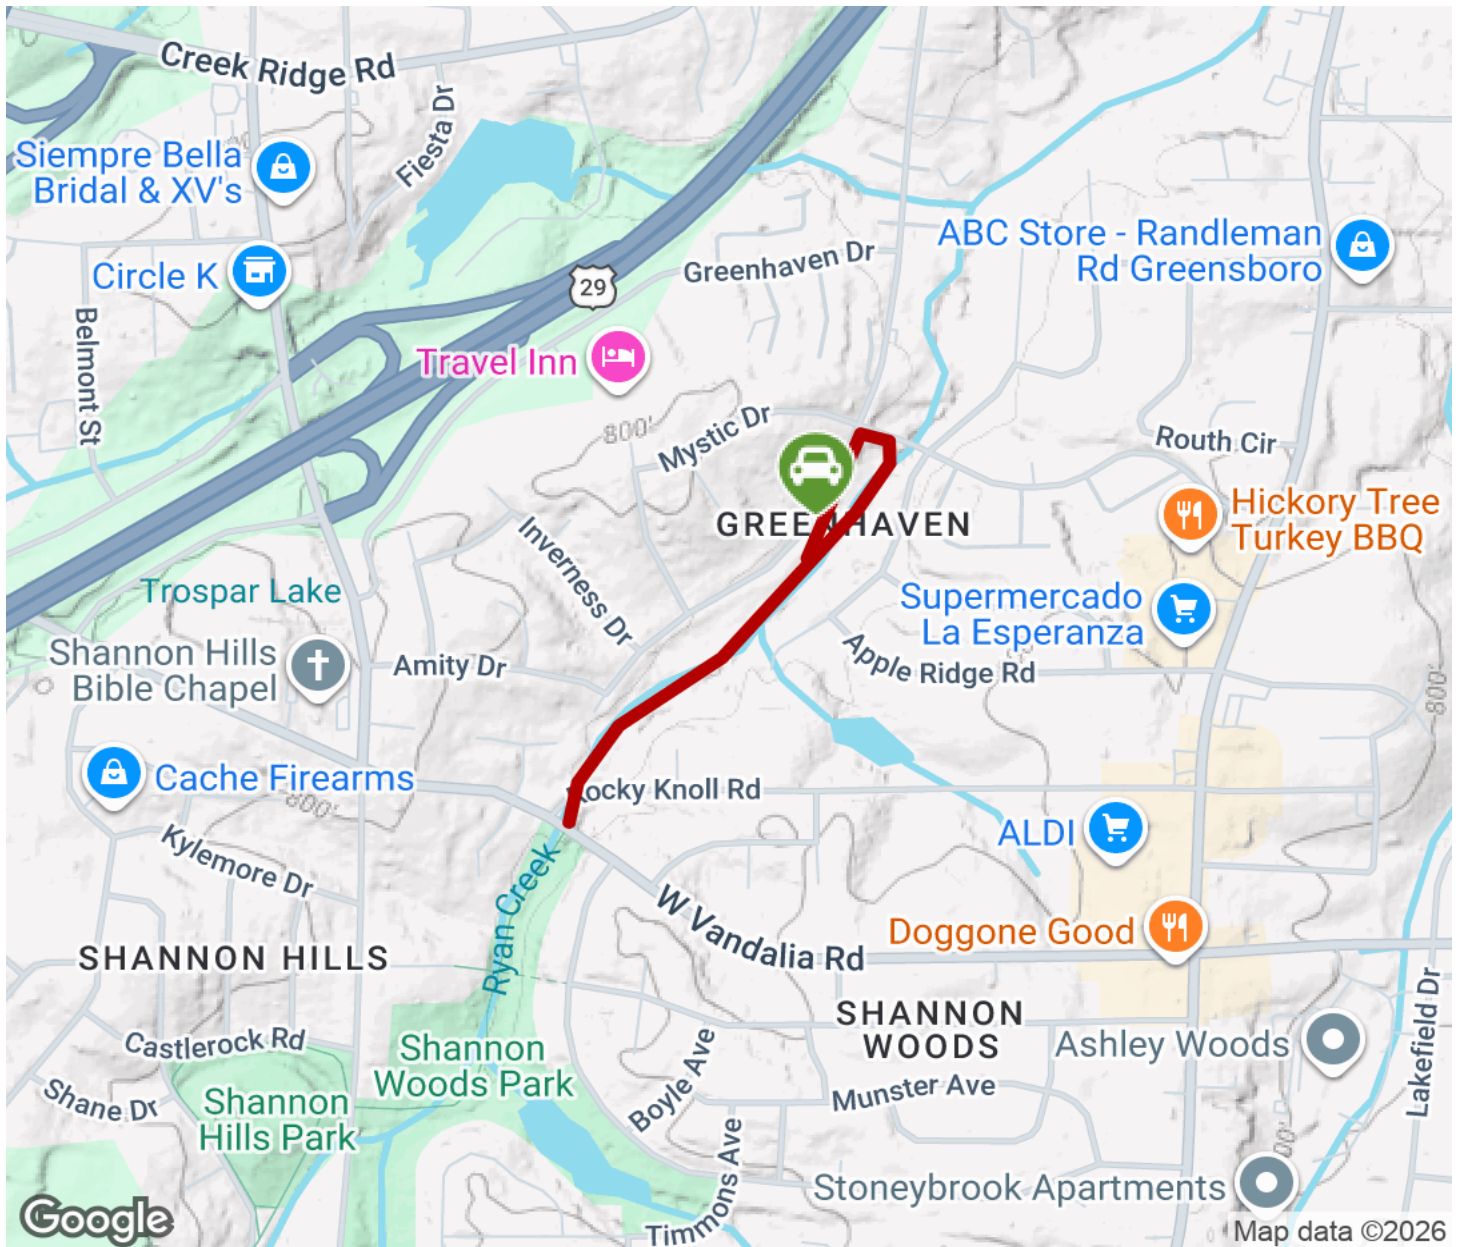 Creek Ridge Rd
Fiesta Dr
Siempre Bella
Bridal & XV's
Circle K
Belmont St
29
Greenhaven Dr
ABC Store - Randleman
Rd Greensboro
Travel Inn
800'
Mystic Dr
Routh Cir
Hickory Tree
Turkey BBQ
GREENHAVEN
Inverness Dr
Trospar Lake
Supermercado
La Esperanza
Shannon Hills
Bible Chapel
Amity Dr
Apple Ridge Rd
800'
Cache Firearms
800'
Rocky Knoll Rd
ALDI
Kylemore Dr
Ryan Creek
W Vandalia Rd
Doggone Good
SHANNON HILLS
SHANNON
WOODS
Castlerock Rd
Shannon
Woods Park
Ashley Woods
Lakefield Dr
Shane Dr
Shannon
Hills Park
Boyle Ave
Munster Ave
Timmons Ave
Stoneybrook Apartments
Google
Map data ©2026